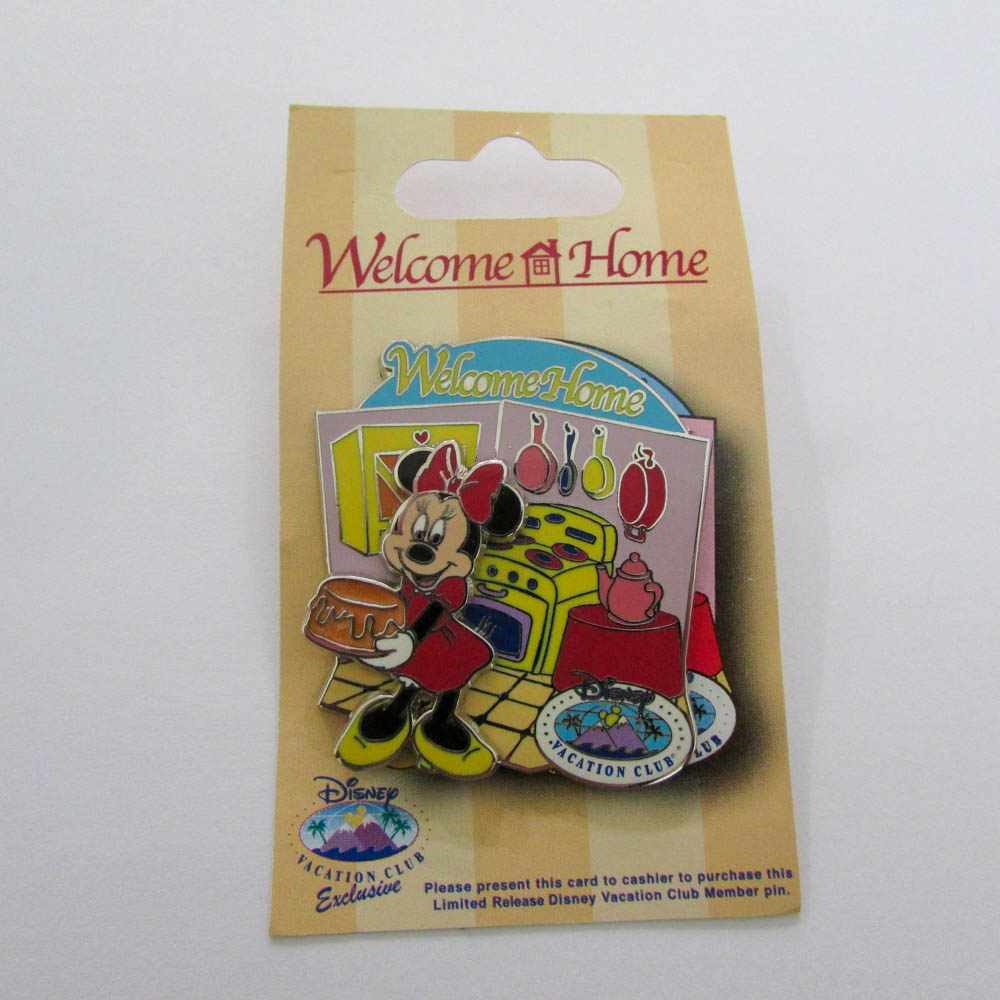 Welcome Home
Welcome Home
Disney
VACATION CLUB
LUB
Disney
VACATION CLUB
Exclusive
Please present this card to cashier to purchase this
Limited Release Disney Vacation Club Member pin.